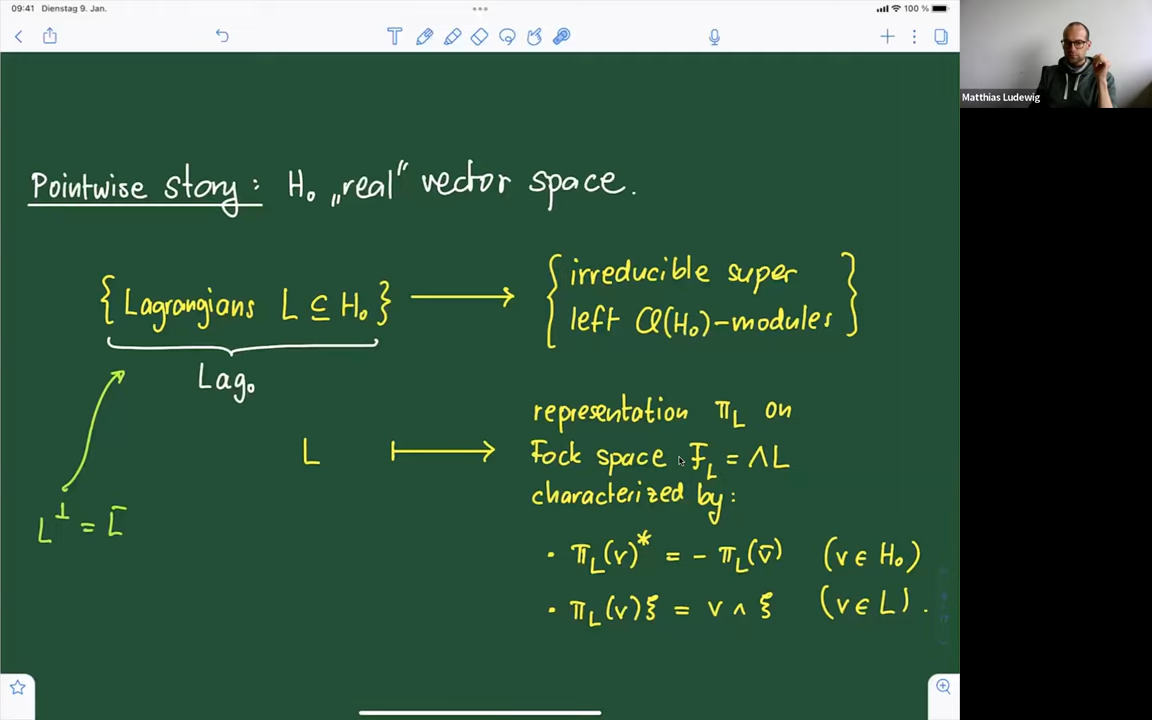 09:41 Dienstag 9. Jan.
100 %
Matthias Ludewig
Pointwise story: H₀ „real" vector space.
{Lagrangians L ⊆ H₀} ⟶ {irreducible super
left Cl(H₀)-modules}
Lag₀
L ⟼ representation π_L on
Fock space F_L = ΛL
characterized by:
L^⊥ = L̅
· π_L(v)* = - π_L(v̅) (v ∈ H₀)
· π_L(v)ξ = v ∧ ξ (v ∈ L).